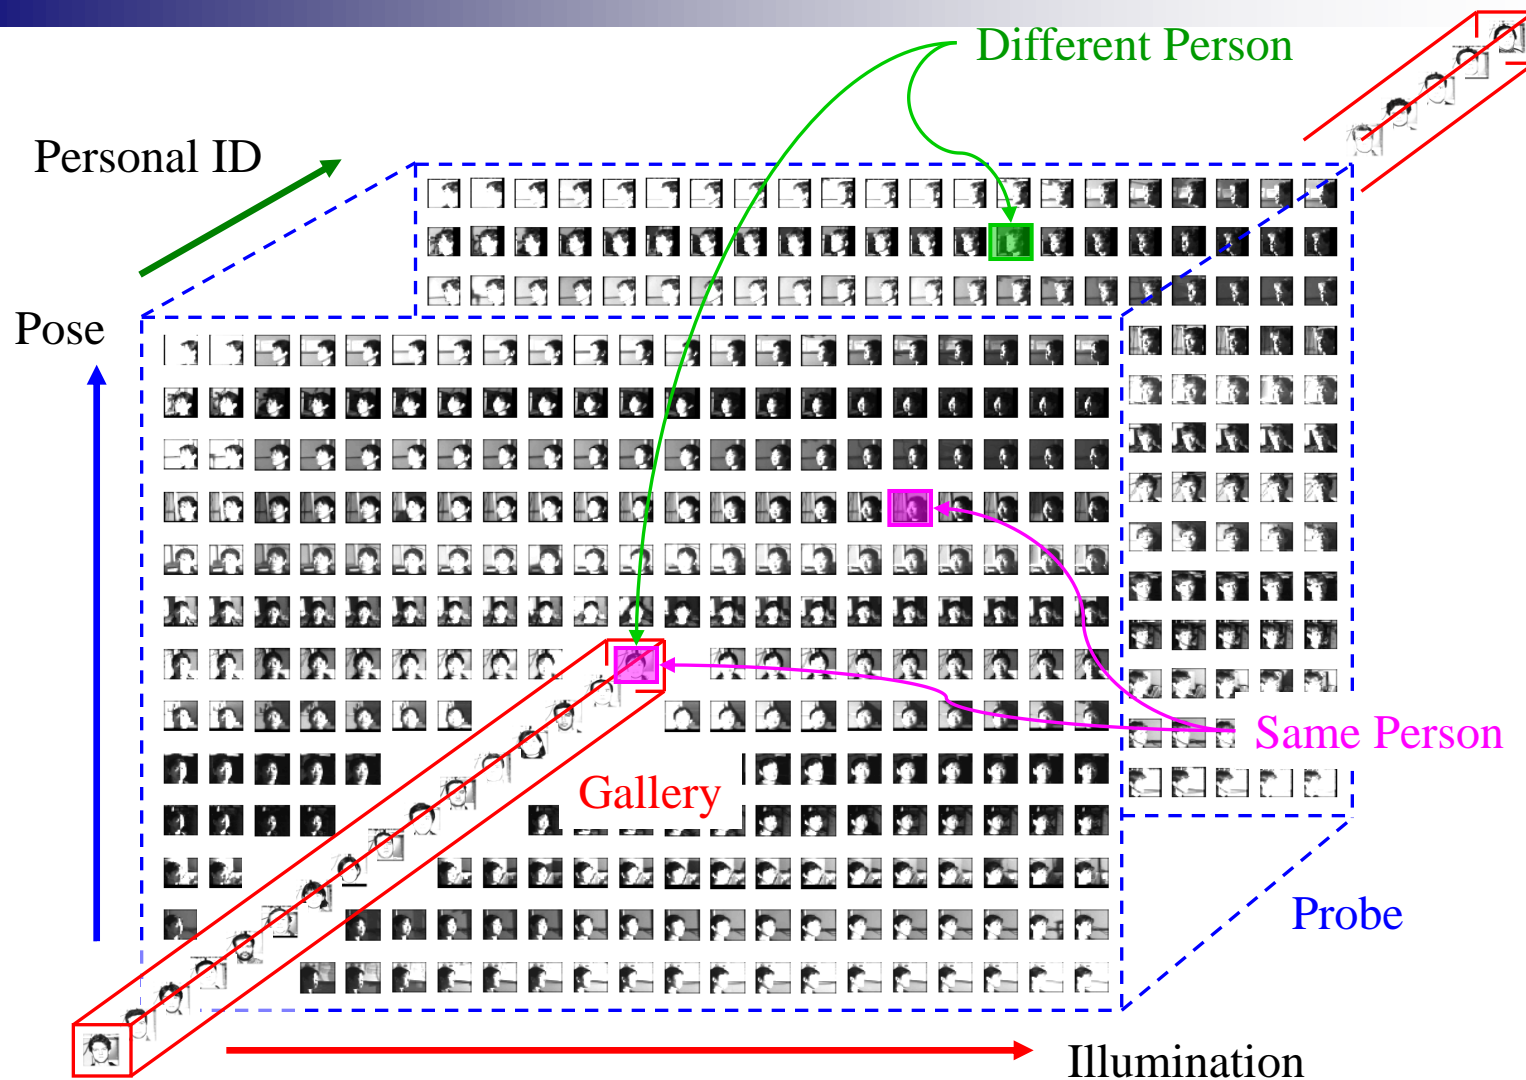 Different Person
Personal ID
Pose
Same Person
Gallery
Probe
Illumination